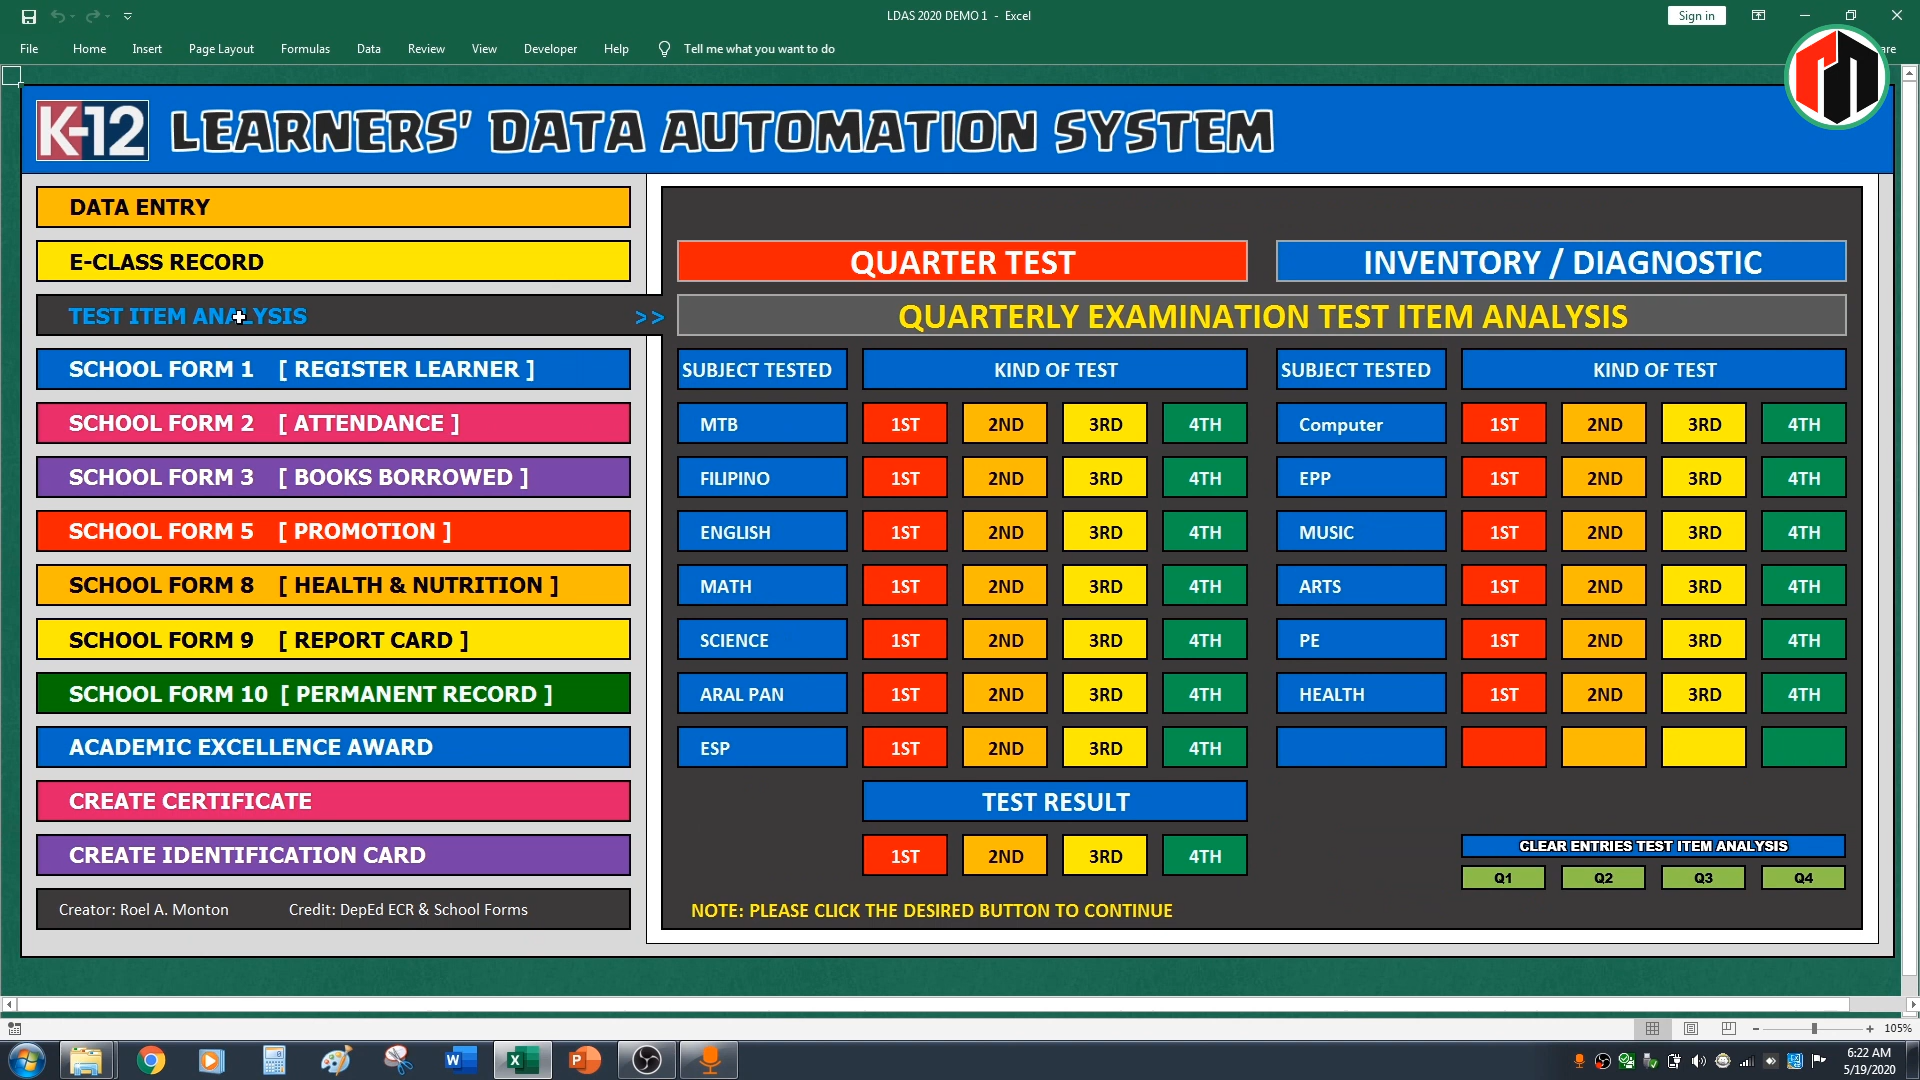 LDAS 2020 DEMO 1 - Excel
Sign in
File Home Insert Page Layout Formulas Data Review View Developer Help Tell me what you want to do
are
K-12 LEARNERS' DATA AUTOMATION SYSTEM
DATA ENTRY
E-CLASS RECORD
TEST ITEM ANALYSIS >>
SCHOOL FORM 1 [ REGISTER LEARNER ]
SCHOOL FORM 2 [ ATTENDANCE ]
SCHOOL FORM 3 [ BOOKS BORROWED ]
SCHOOL FORM 5 [ PROMOTION ]
SCHOOL FORM 8 [ HEALTH & NUTRITION ]
SCHOOL FORM 9 [ REPORT CARD ]
SCHOOL FORM 10 [ PERMANENT RECORD ]
ACADEMIC EXCELLENCE AWARD
CREATE CERTIFICATE
CREATE IDENTIFICATION CARD
Creator: Roel A. Monton Credit: DepEd ECR & School Forms
QUARTER TEST INVENTORY / DIAGNOSTIC
QUARTERLY EXAMINATION TEST ITEM ANALYSIS
SUBJECT TESTED KIND OF TEST SUBJECT TESTED KIND OF TEST
MTB 1ST 2ND 3RD 4TH Computer 1ST 2ND 3RD 4TH
FILIPINO 1ST 2ND 3RD 4TH EPP 1ST 2ND 3RD 4TH
ENGLISH 1ST 2ND 3RD 4TH MUSIC 1ST 2ND 3RD 4TH
MATH 1ST 2ND 3RD 4TH ARTS 1ST 2ND 3RD 4TH
SCIENCE 1ST 2ND 3RD 4TH PE 1ST 2ND 3RD 4TH
ARAL PAN 1ST 2ND 3RD 4TH HEALTH 1ST 2ND 3RD 4TH
ESP 1ST 2ND 3RD 4TH
TEST RESULT
1ST 2ND 3RD 4TH
CLEAR ENTRIES TEST ITEM ANALYSIS
Q1 Q2 Q3 Q4
NOTE: PLEASE CLICK THE DESIRED BUTTON TO CONTINUE
105%
6:22 AM
5/19/2020